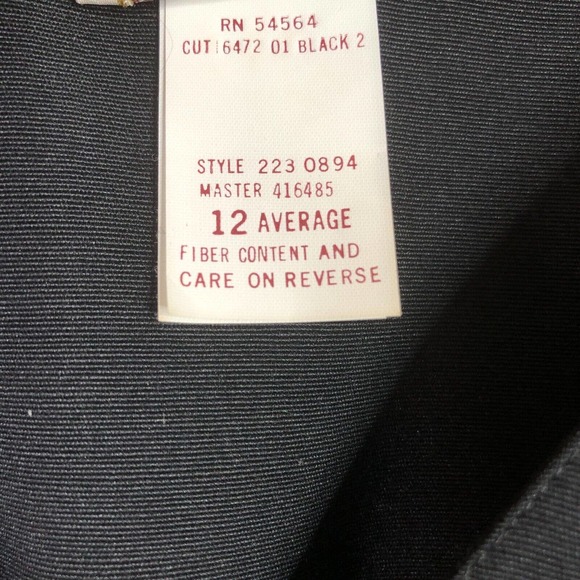 RN 54564
CUT 6472 01 BLACK 2
STYLE 223 0894
MASTER 416485
12 AVERAGE
FIBER CONTENT AND
CARE ON REVERSE